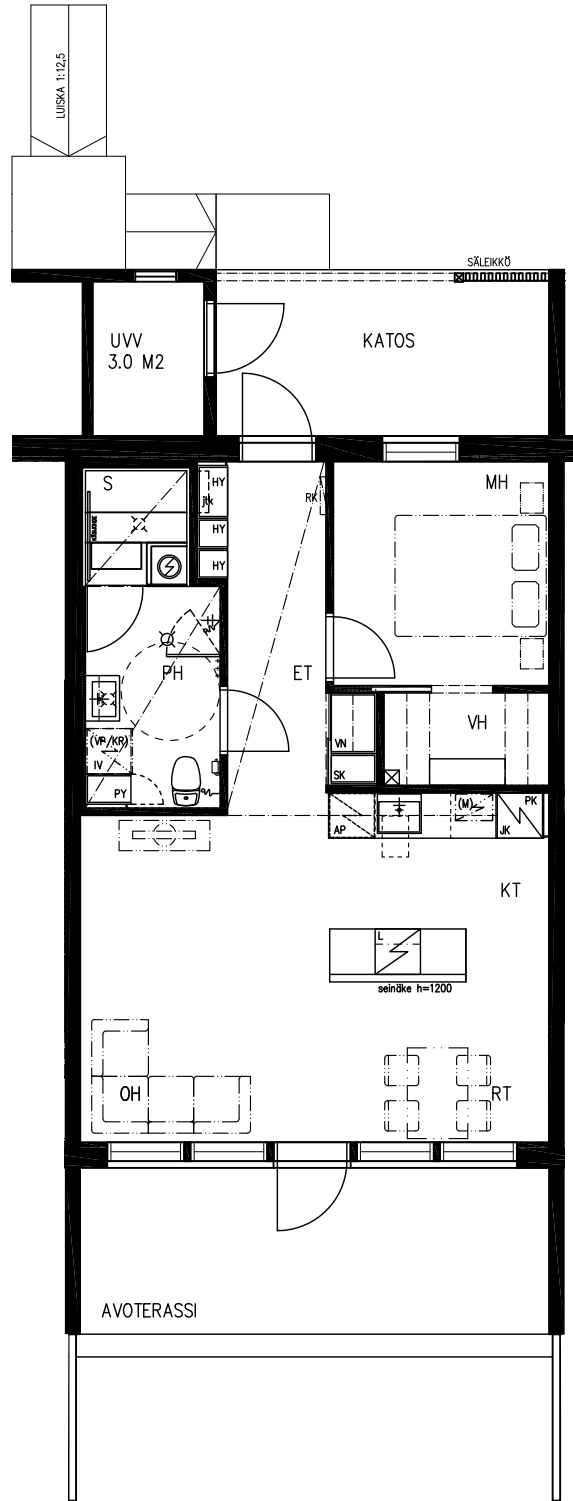 LUISKA 1:12,5
SÄLEIKKÖ
UVV
3.0 M2
KATOS
S
HY
jtk
HY
HY
RK
MH
PH
ET
VH
(VP/KR)
IV
PY
VN
SK
AP
(M)
PK
JK
KT
L
seinäke h=1200
OH
RT
AVOTERASSI